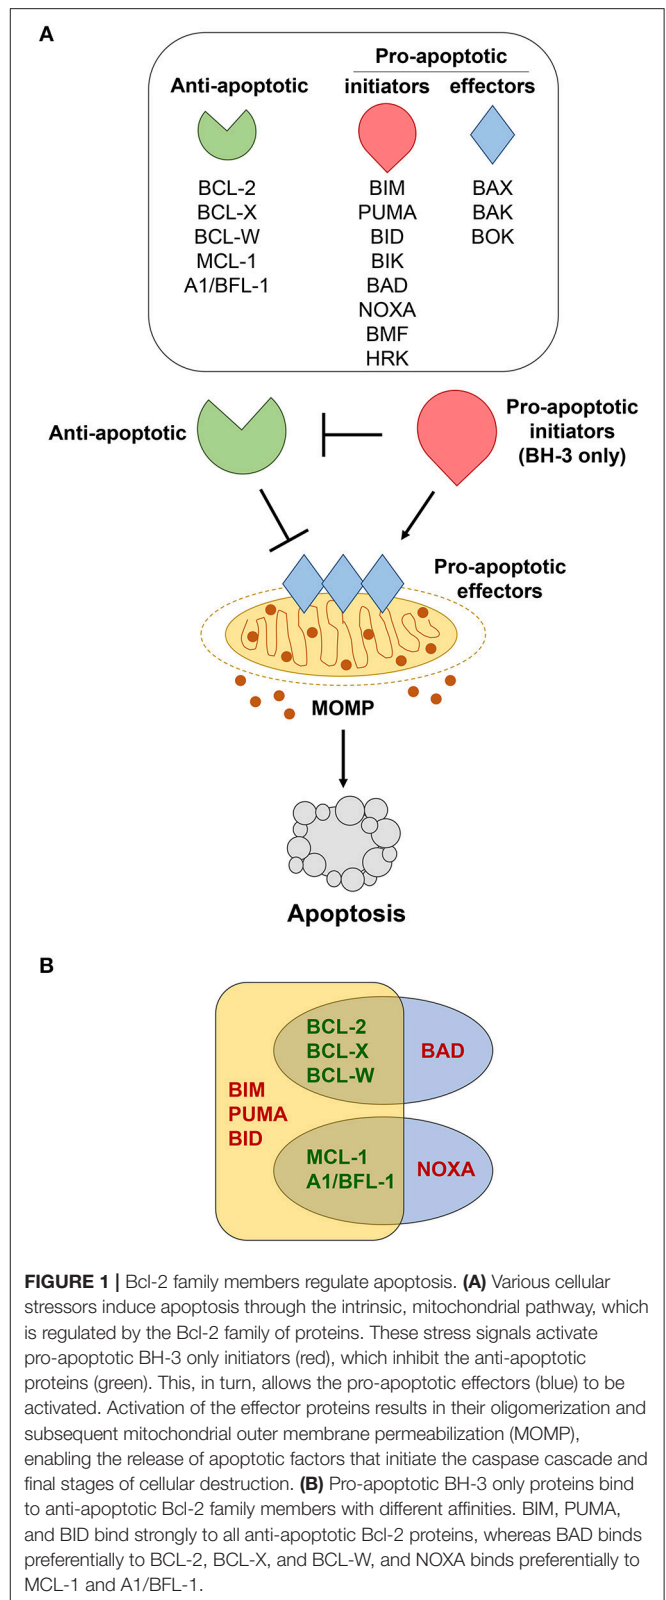 A
Pro-apoptotic
Anti-apoptotic initiators effectors
BCL-2 BIM BAX
BCL-X PUMA BAK
BCL-W BID BOK
MCL-1 BIK
A1/BFL-1 BAD
NOXA
BMF
HRK
Anti-apoptotic
Pro-apoptotic
initiators
(BH-3 only)
Pro-apoptotic
effectors
MOMP
Apoptosis
B
BCL-2
BCL-X
BCL-W
BAD
BIM
PUMA
BID
MCL-1
A1/BFL-1
NOXA
FIGURE 1 | Bcl-2 family members regulate apoptosis. (A) Various cellular
stressors induce apoptosis through the intrinsic, mitochondrial pathway, which
is regulated by the Bcl-2 family of proteins. These stress signals activate
pro-apoptotic BH-3 only initiators (red), which inhibit the anti-apoptotic
proteins (green). This, in turn, allows the pro-apoptotic effectors (blue) to be
activated. Activation of the effector proteins results in their oligomerization and
subsequent mitochondrial outer membrane permeabilization (MOMP),
enabling the release of apoptotic factors that initiate the caspase cascade and
final stages of cellular destruction. (B) Pro-apoptotic BH-3 only proteins bind
to anti-apoptotic Bcl-2 family members with different affinities. BIM, PUMA,
and BID bind strongly to all anti-apoptotic Bcl-2 proteins, whereas BAD binds
preferentially to BCL-2, BCL-X, and BCL-W, and NOXA binds preferentially to
MCL-1 and A1/BFL-1.